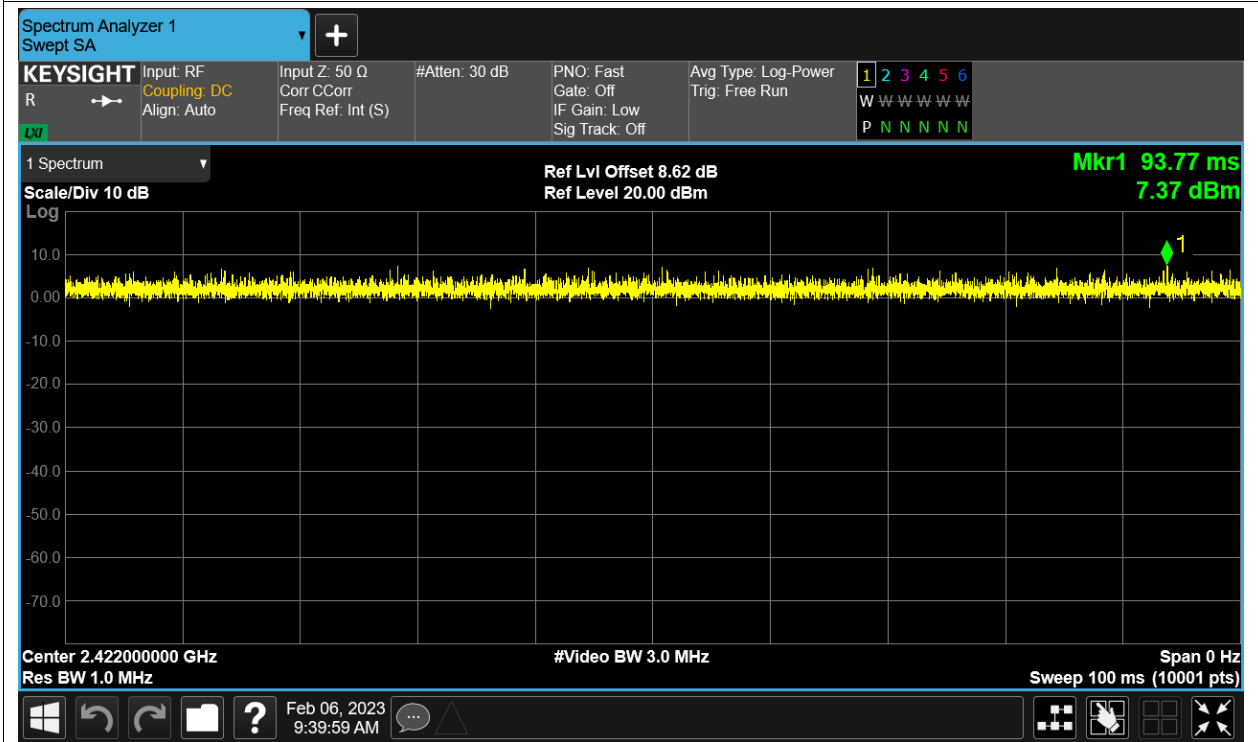 Spectrum Analyzer 1
Swept SA
KEYSIGHT
R
LXI
Input: RF
Coupling: DC
Align: Auto
Input Z: 50 Ω
Corr CCorr
Freq Ref: Int (S)
#Atten: 30 dB
PNO: Fast
Gate: Off
IF Gain: Low
Sig Track: Off
Avg Type: Log-Power
Trig: Free Run
1 2 3 4 5 6
W W W W W W
P N N N N N
1 Spectrum
Scale/Div 10 dB
Ref Lvl Offset 8.62 dB
Ref Level 20.00 dBm
Mkr1 93.77 ms
7.37 dBm
Log
1
10.0
0.00
-10.0
-20.0
-30.0
-40.0
-50.0
-60.0
-70.0
Center 2.422000000 GHz
#Video BW 3.0 MHz
Span 0 Hz
Res BW 1.0 MHz
Sweep 100 ms (10001 pts)
?
Feb 06, 2023
9:39:59 AM